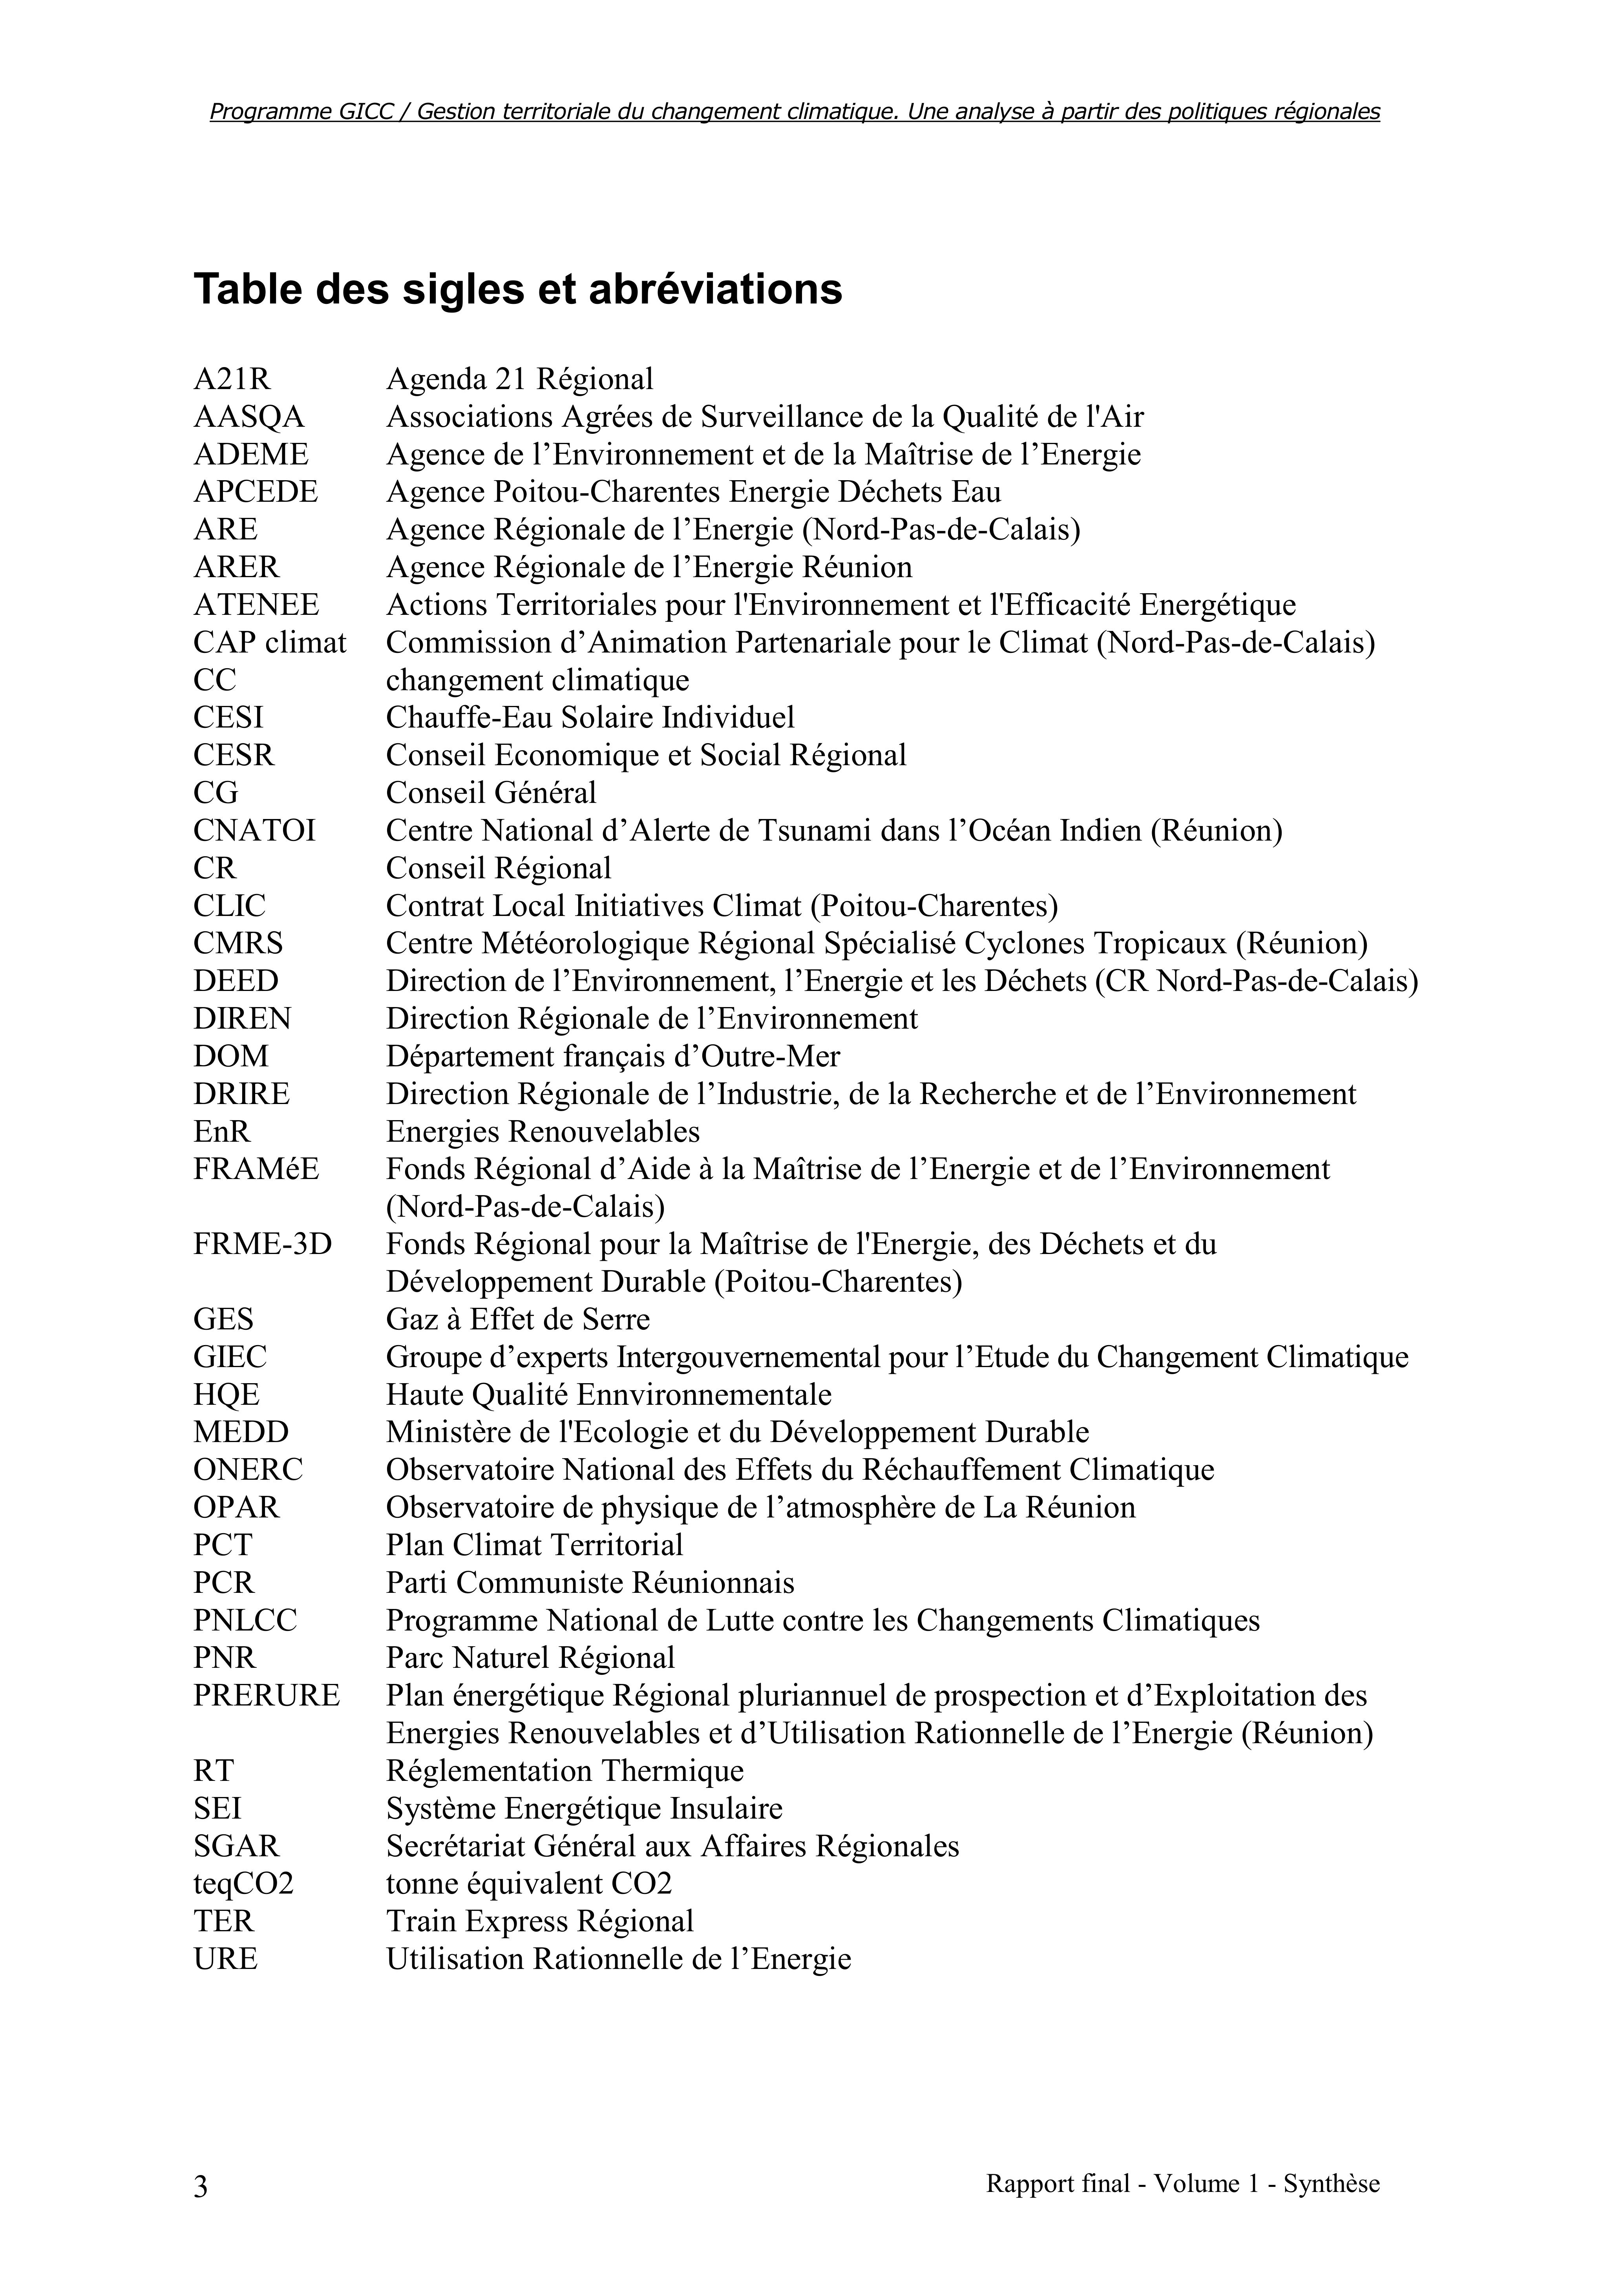 Programme GICC / Gestion territoriale du changement climatique. Une analyse à partir des politiques régionales
Table des sigles et abréviations
A21R Agenda 21 Régional
AASQA Associations Agrées de Surveillance de la Qualité de l'Air
ADEME Agence de l’Environnement et de la Maîtrise de l’Energie
APCEDE Agence Poitou-Charentes Energie Déchets Eau
ARE Agence Régionale de l’Energie (Nord-Pas-de-Calais)
ARER Agence Régionale de l’Energie Réunion
ATENEE Actions Territoriales pour l'Environnement et l'Efficacité Energétique
CAP climat Commission d’Animation Partenariale pour le Climat (Nord-Pas-de-Calais)
CC changement climatique
CESI Chauffe-Eau Solaire Individuel
CESR Conseil Economique et Social Régional
CG Conseil Général
CNATOI Centre National d’Alerte de Tsunami dans l’Océan Indien (Réunion)
CR Conseil Régional
CLIC Contrat Local Initiatives Climat (Poitou-Charentes)
CMRS Centre Météorologique Régional Spécialisé Cyclones Tropicaux (Réunion)
DEED Direction de l’Environnement, l’Energie et les Déchets (CR Nord-Pas-de-Calais)
DIREN Direction Régionale de l’Environnement
DOM Département français d’Outre-Mer
DRIRE Direction Régionale de l’Industrie, de la Recherche et de l’Environnement
EnR Energies Renouvelables
FRAMéE Fonds Régional d’Aide à la Maîtrise de l’Energie et de l’Environnement
(Nord-Pas-de-Calais)
FRME-3D Fonds Régional pour la Maîtrise de l'Energie, des Déchets et du
Développement Durable (Poitou-Charentes)
GES Gaz à Effet de Serre
GIEC Groupe d’experts Intergouvernemental pour l’Etude du Changement Climatique
HQE Haute Qualité Ennvironnementale
MEDD Ministère de l'Ecologie et du Développement Durable
ONERC Observatoire National des Effets du Réchauffement Climatique
OPAR Observatoire de physique de l’atmosphère de La Réunion
PCT Plan Climat Territorial
PCR Parti Communiste Réunionnais
PNLCC Programme National de Lutte contre les Changements Climatiques
PNR Parc Naturel Régional
PRERURE Plan énergétique Régional pluriannuel de prospection et d’Exploitation des
Energies Renouvelables et d’Utilisation Rationnelle de l’Energie (Réunion)
RT Réglementation Thermique
SEI Système Energétique Insulaire
SGAR Secrétariat Général aux Affaires Régionales
teqCO2 tonne équivalent CO2
TER Train Express Régional
URE Utilisation Rationnelle de l’Energie
3 Rapport final - Volume 1 - Synthèse